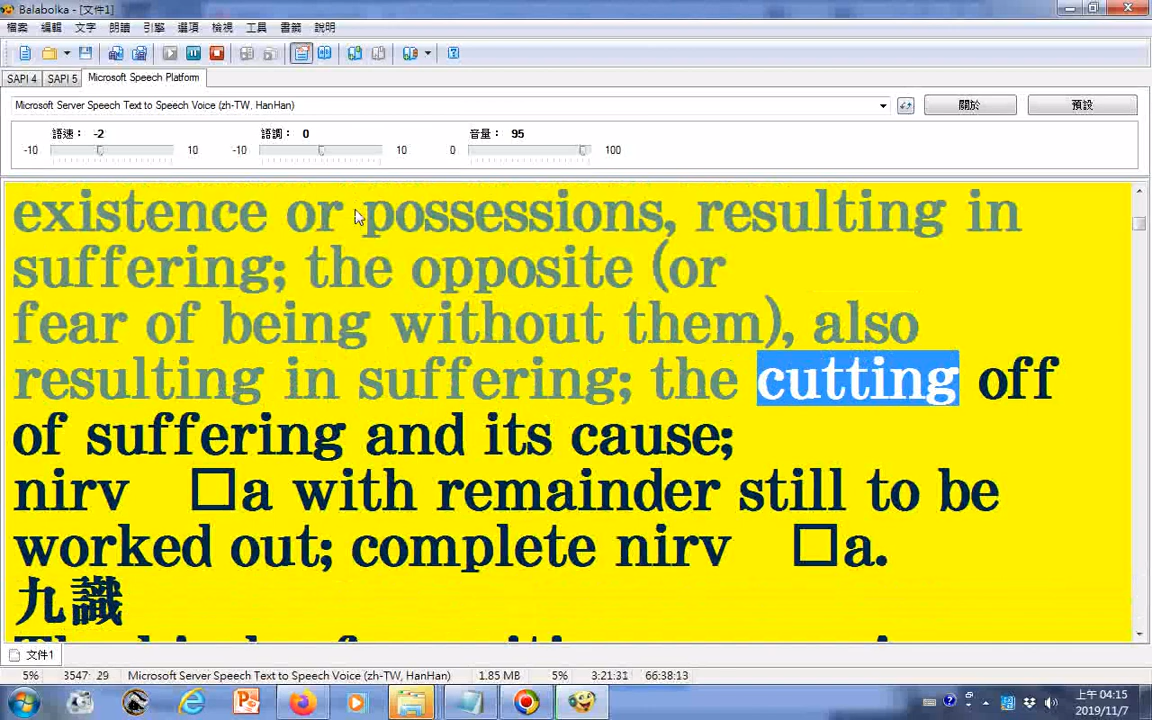 Balabolka - [文件1]
檔案 編輯 文字 朗讀 引擎 選項 檢視 工具 書籤 說明
SAPI 4 SAPI 5 Microsoft Speech Platform
Microsoft Server Speech Text to Speech Voice (zh-TW, HanHan) 關於 預設
語速： -2 語調： 0 音量： 95
-10 10 -10 10 0 100
existence or possessions, resulting in
suffering; the opposite (or
fear of being without them), also
resulting in suffering; the cutting off
of suffering and its cause;
nirv □a with remainder still to be
worked out; complete nirv □a.
九識
文件1
5% 3547: 29 Microsoft Server Speech Text to Speech Voice (zh-TW, HanHan) 1.85 MB 5% 3:21:31 66:38:13
上午 04:15
2019/11/7